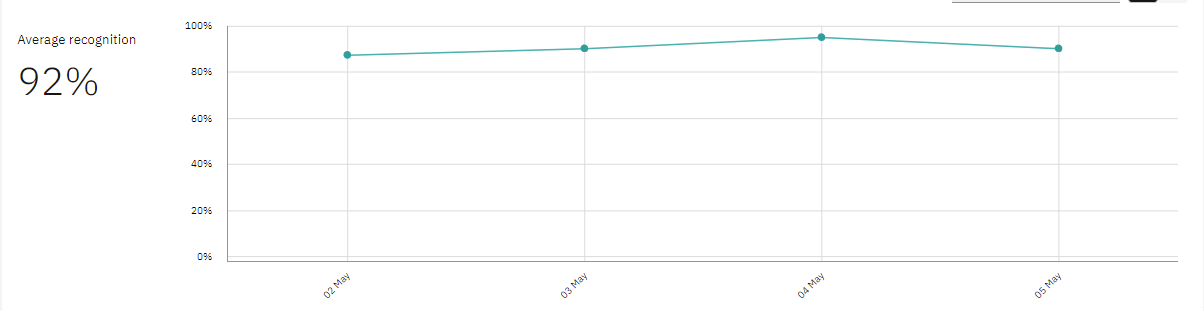 Average recognition
92%
100%
80%
60%
40%
20%
0%
02 May
03 May
04 May
05 May